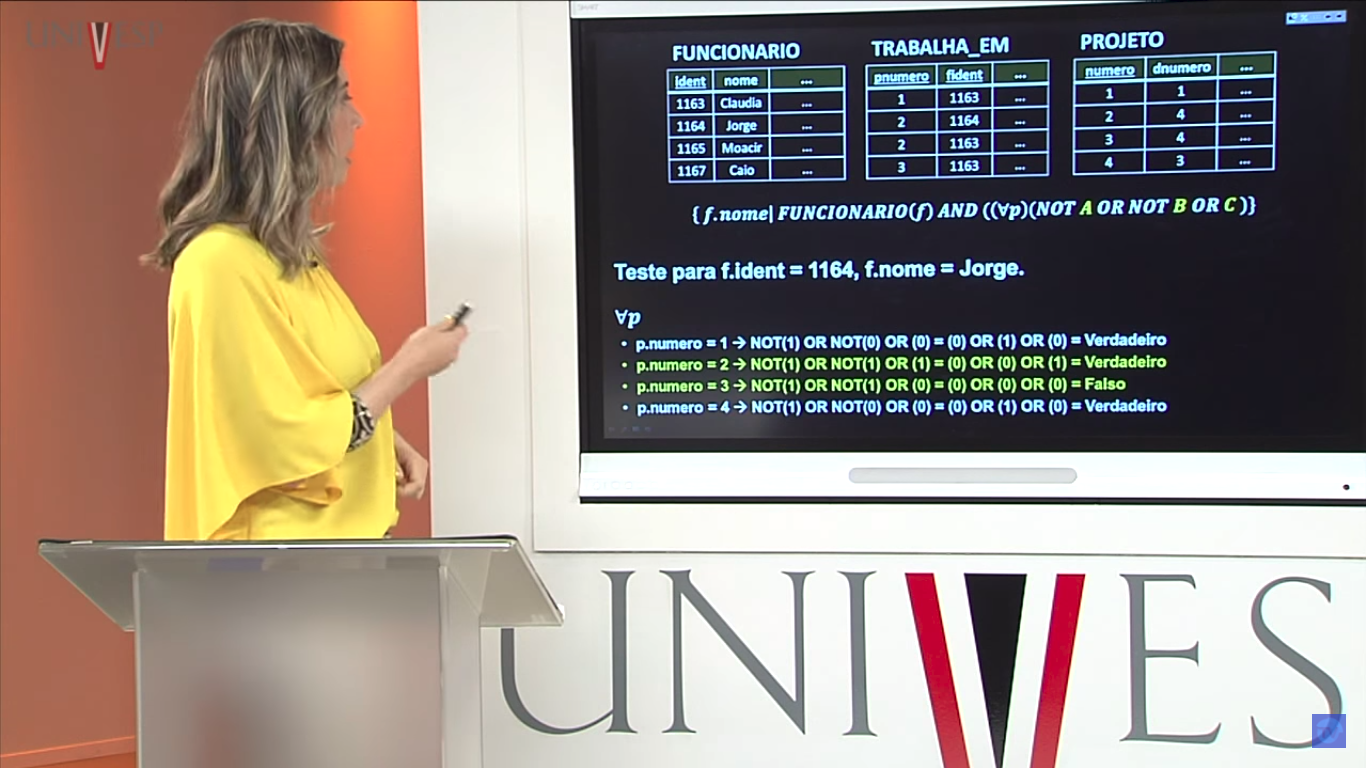 UNIVESP
SMART
FUNCIONARIO
ident nome ...
1163 Claudia ...
1164 Jorge ...
1165 Moacir ...
1167 Caio ...
TRABALHA_EM
pnumero fident ...
1 1163 ...
2 1164 ...
2 1163 ...
3 1163 ...
PROJETO
numero dnumero ...
1 1 ...
2 4 ...
3 4 ...
4 3 ...
{ f.nome| FUNCIONARIO(f) AND ((∀p)(NOT A OR NOT B OR C )}
Teste para f.ident = 1164, f.nome = Jorge.
∀p
• p.numero = 1 → NOT(1) OR NOT(0) OR (0) = (0) OR (1) OR (0) = Verdadeiro
• p.numero = 2 → NOT(1) OR NOT(1) OR (1) = (0) OR (0) OR (1) = Verdadeiro
• p.numero = 3 → NOT(1) OR NOT(1) OR (0) = (0) OR (0) OR (0) = Falso
• p.numero = 4 → NOT(1) OR NOT(0) OR (0) = (0) OR (1) OR (0) = Verdadeiro
UNIVES